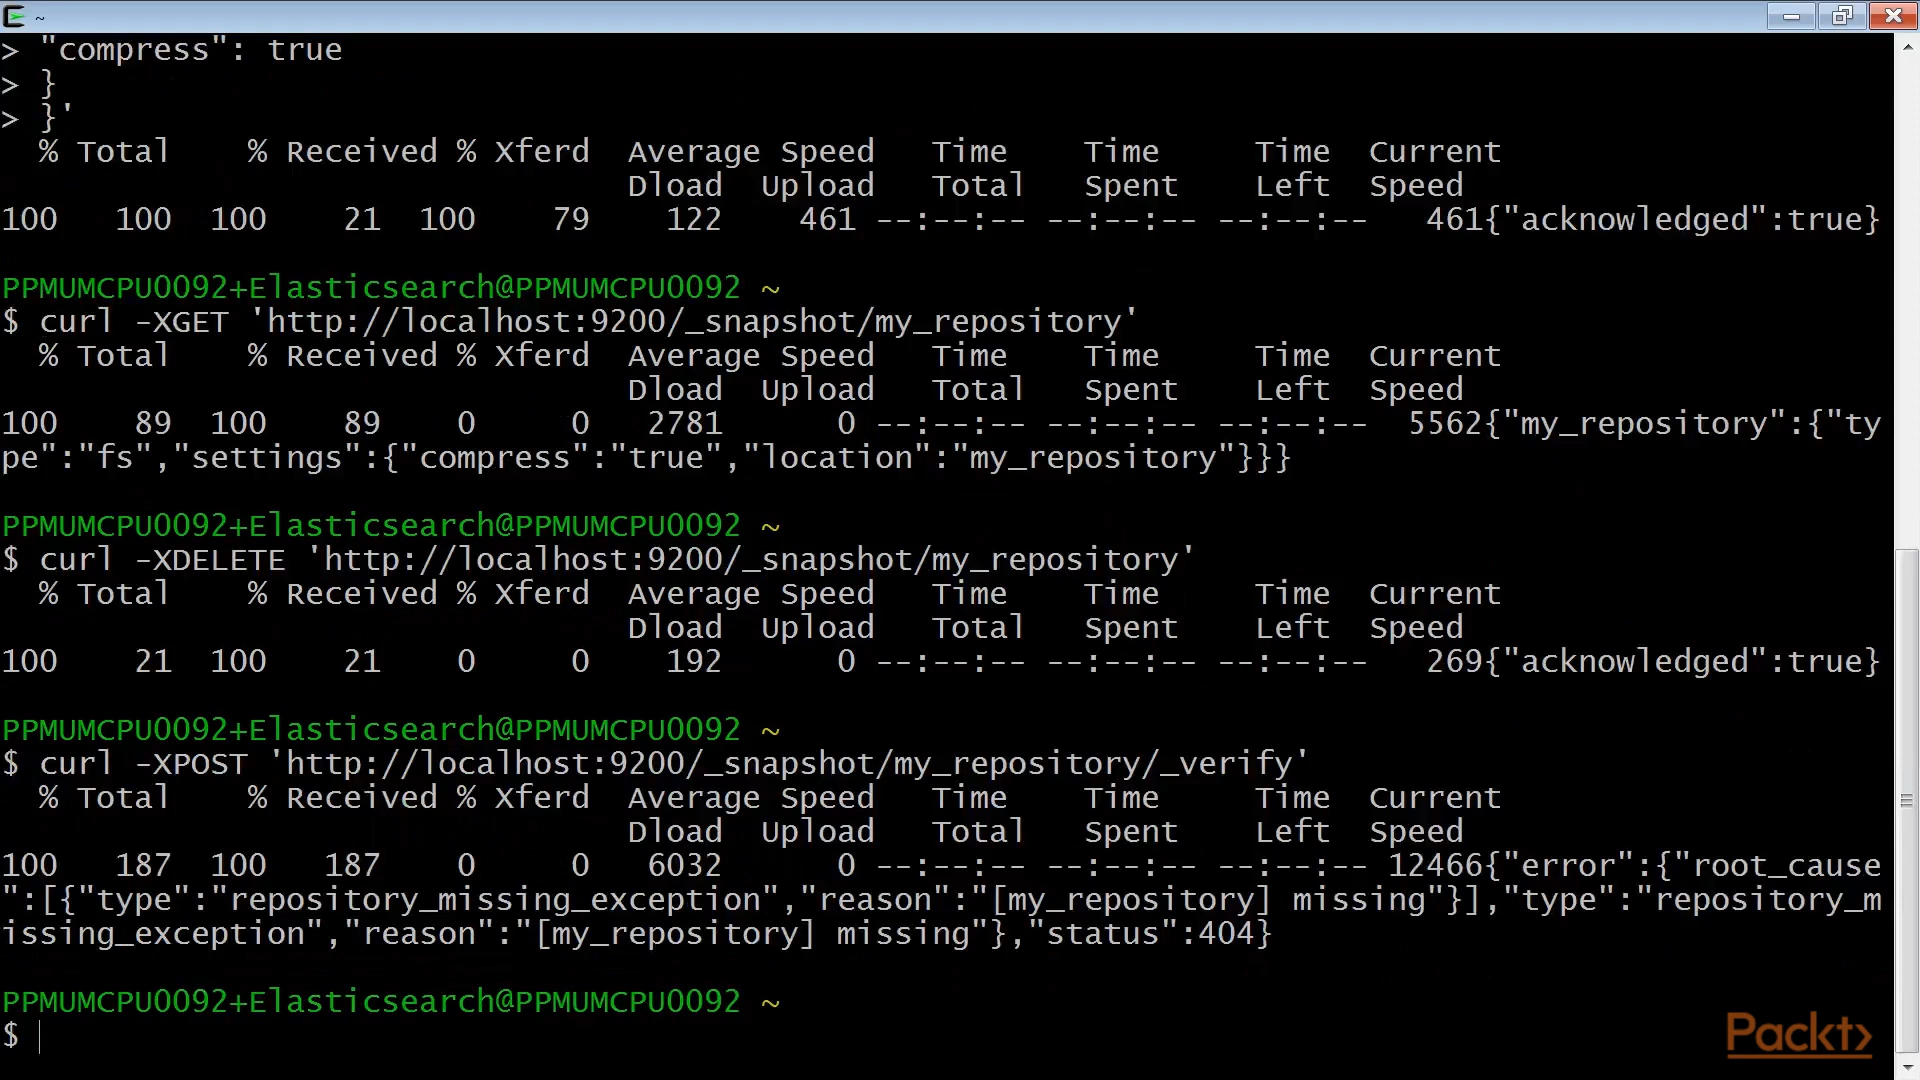 ~
> "compress": true
> }
> }'
% Total % Received % Xferd Average Speed Time Time Time Current
Dload Upload Total Spent Left Speed
100 100 100 21 100 79 122 461 --:--:-- --:--:-- --:--:-- 461{"acknowledged":true}
PPMUMCPU0092+Elasticsearch@PPMUMCPU0092 ~
$ curl -XGET 'http://localhost:9200/_snapshot/my_repository'
% Total % Received % Xferd Average Speed Time Time Time Current
Dload Upload Total Spent Left Speed
100 89 100 89 0 0 2781 0 --:--:-- --:--:-- --:--:-- 5562{"my_repository":{"ty
pe":"fs","settings":{"compress":"true","location":"my_repository"}}}
PPMUMCPU0092+Elasticsearch@PPMUMCPU0092 ~
$ curl -XDELETE 'http://localhost:9200/_snapshot/my_repository'
% Total % Received % Xferd Average Speed Time Time Time Current
Dload Upload Total Spent Left Speed
100 21 100 21 0 0 192 0 --:--:-- --:--:-- --:--:-- 269{"acknowledged":true}
PPMUMCPU0092+Elasticsearch@PPMUMCPU0092 ~
$ curl -XPOST 'http://localhost:9200/_snapshot/my_repository/_verify'
% Total % Received % Xferd Average Speed Time Time Time Current
Dload Upload Total Spent Left Speed
100 187 100 187 0 0 6032 0 --:--:-- --:--:-- --:--:-- 12466{"error":{"root_cause
":[{"type":"repository_missing_exception","reason":"[my_repository] missing"}],"type":"repository_m
issing_exception","reason":"[my_repository] missing"},"status":404}
PPMUMCPU0092+Elasticsearch@PPMUMCPU0092 ~
$
Packt>